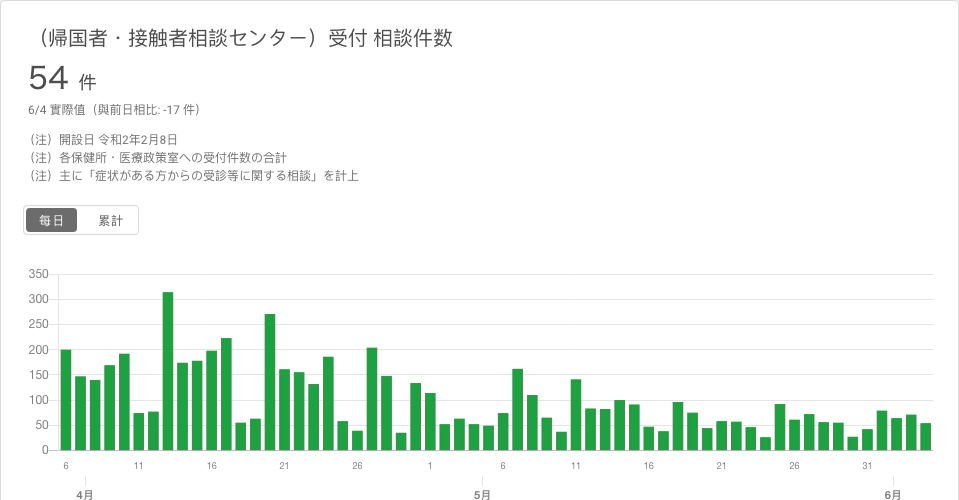 （帰国者・接触者相談センター）受付 相談件数
54 件
6/4 實際値（與前日相比: -17 件）
（注）開設日 令和2年2月8日
（注）各保健所・医療政策室への受付件数の合計
（注）主に「症状がある方からの受診等に関する相談」を計上
每日 累計
350
300
250
200
150
100
50
0
6 11 16 21 26 1 6 11 16 21 26 31
4月 5月 6月